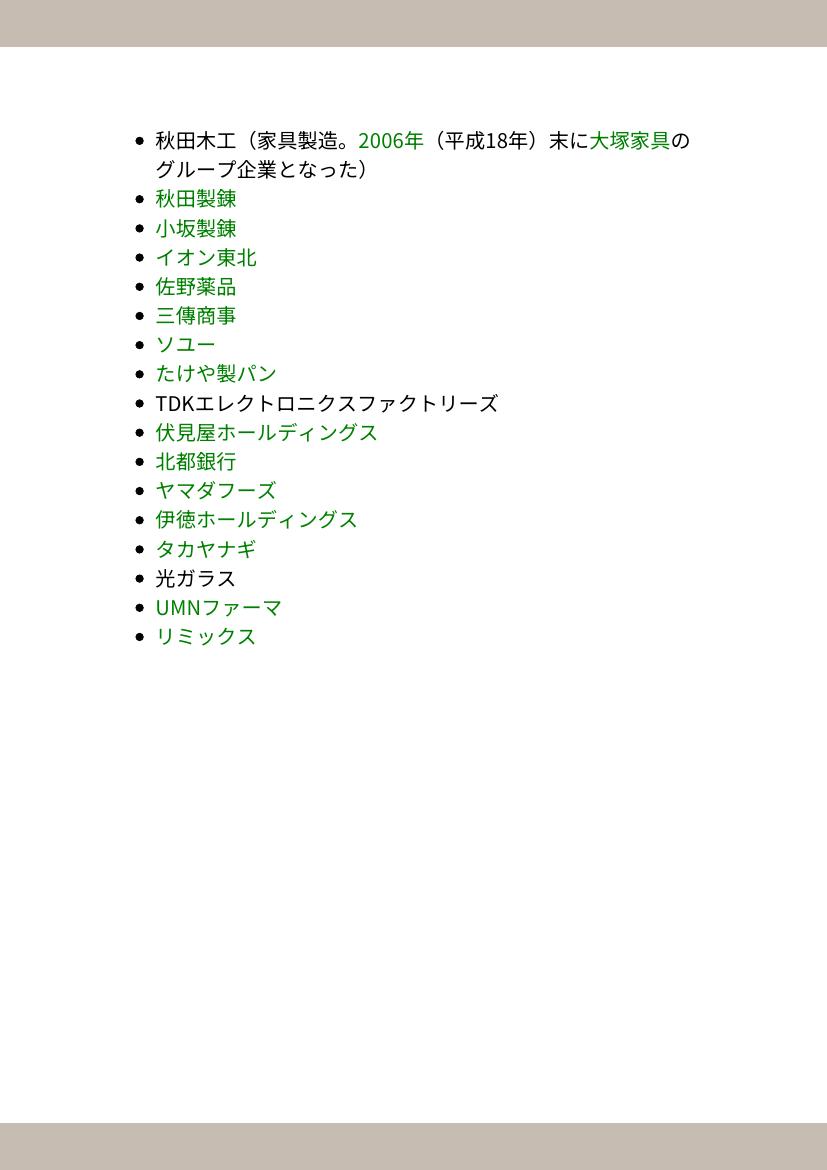 秋田木工（家具製造。2006年（平成18年）末に大塚家具の
グループ企業となった）
秋田製錬
小坂製錬
イオン東北
佐野薬品
三傳商事
ソユー
たけや製パン
TDKエレクトロニクスファクトリーズ
伏見屋ホールディングス
北都銀行
ヤマダフーズ
伊徳ホールディングス
タカヤナギ
光ガラス
UMNファーマ
リミックス